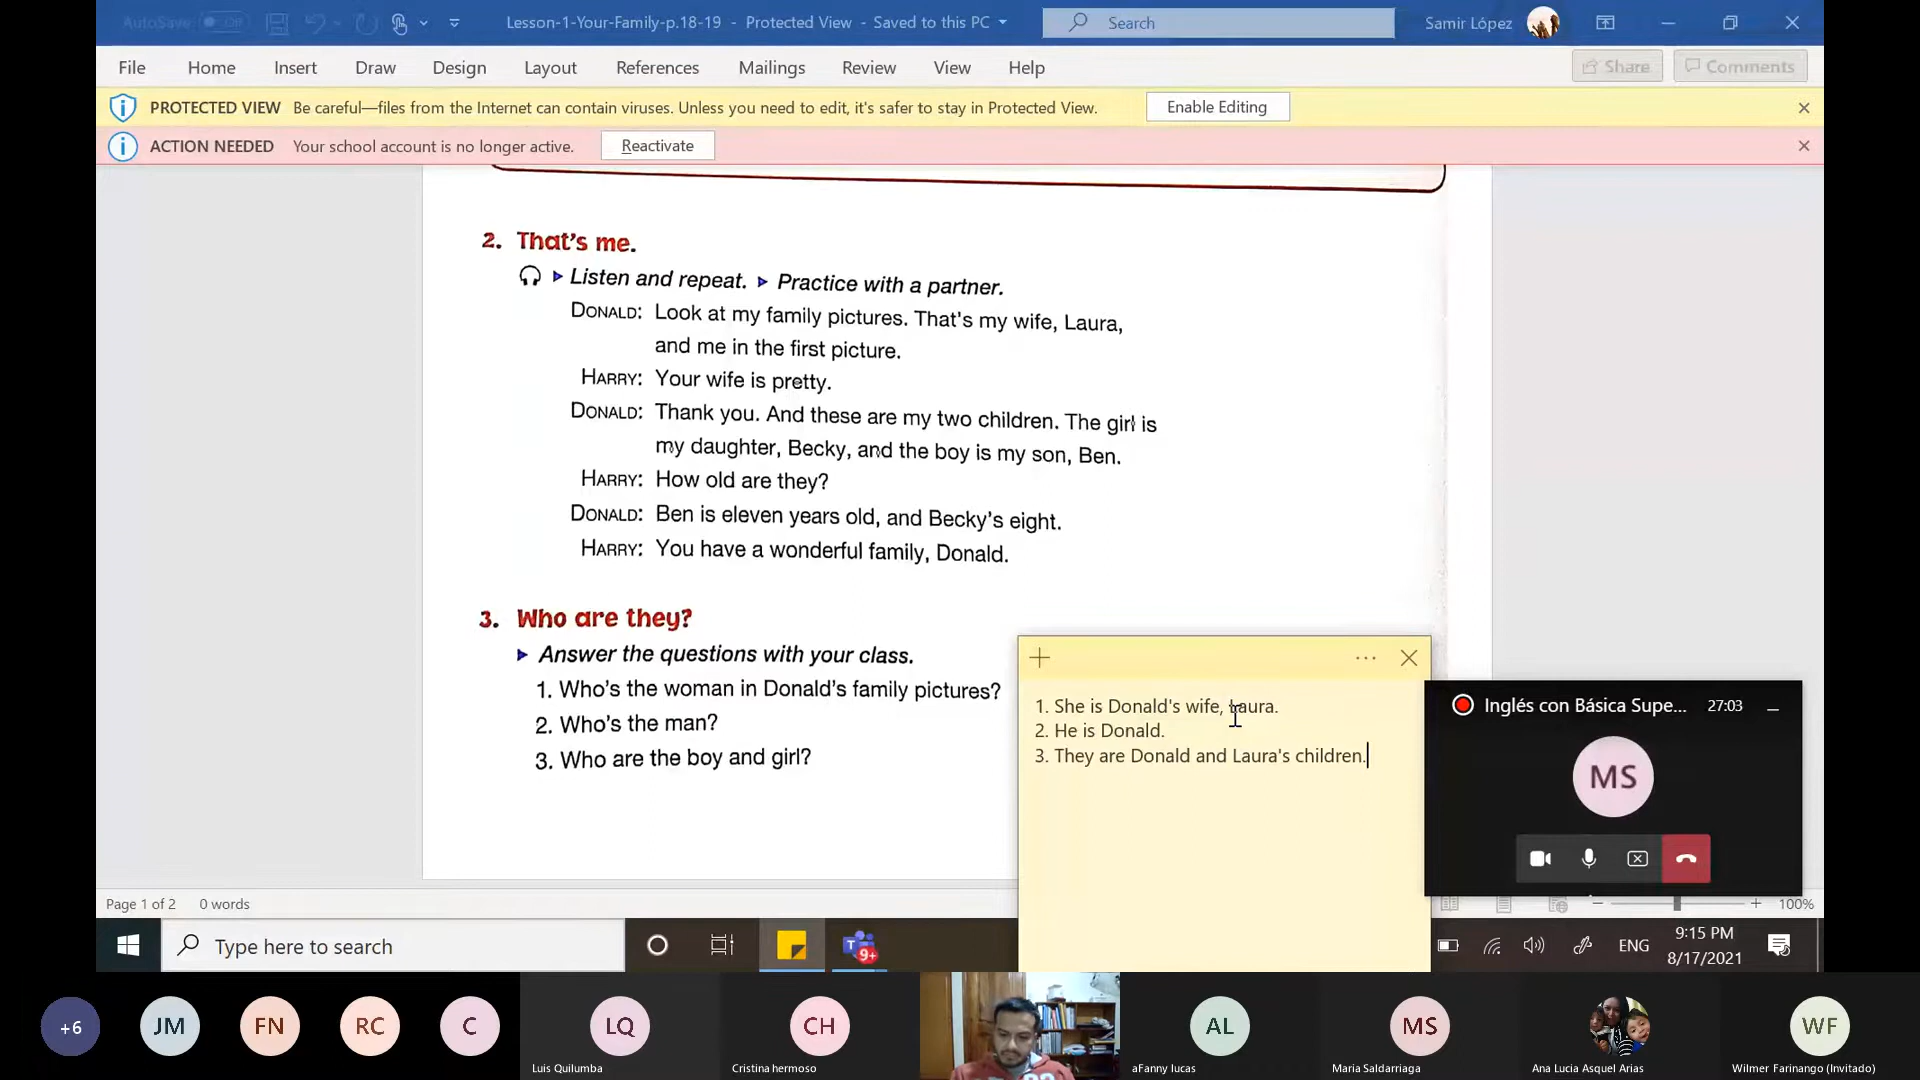 AutoSave Off Lesson-1-Your-Family-p.18-19 - Protected View - Saved to this PC Search Samir López
File Home Insert Draw Design Layout References Mailings Review View Help Share Comments
PROTECTED VIEW Be careful—files from the Internet can contain viruses. Unless you need to edit, it's safer to stay in Protected View. Enable Editing
ACTION NEEDED Your school account is no longer active. Reactivate
2. That's me.
Listen and repeat. Practice with a partner.
DONALD: Look at my family pictures. That's my wife, Laura,
and me in the first picture.
HARRY: Your wife is pretty.
DONALD: Thank you. And these are my two children. The girl is
my daughter, Becky, and the boy is my son, Ben.
HARRY: How old are they?
DONALD: Ben is eleven years old, and Becky's eight.
HARRY: You have a wonderful family, Donald.
3. Who are they?
Answer the questions with your class.
1. Who's the woman in Donald's family pictures?
2. Who's the man?
3. Who are the boy and girl?
1. She is Donald's wife, Laura.
2. He is Donald.
3. They are Donald and Laura's children.
Inglés con Básica Supe... 27:03
MS
Page 1 of 2 0 words 100%
Type here to search 9+ ENG 9:15 PM
8/17/2021
+6 JM FN RC C LQ CH AL MS WF
Luis Quilumba Cristina hermoso aFanny lucas Maria Saldarriaga Ana Lucia Asquel Arias Wilmer Farinango (Invitado)